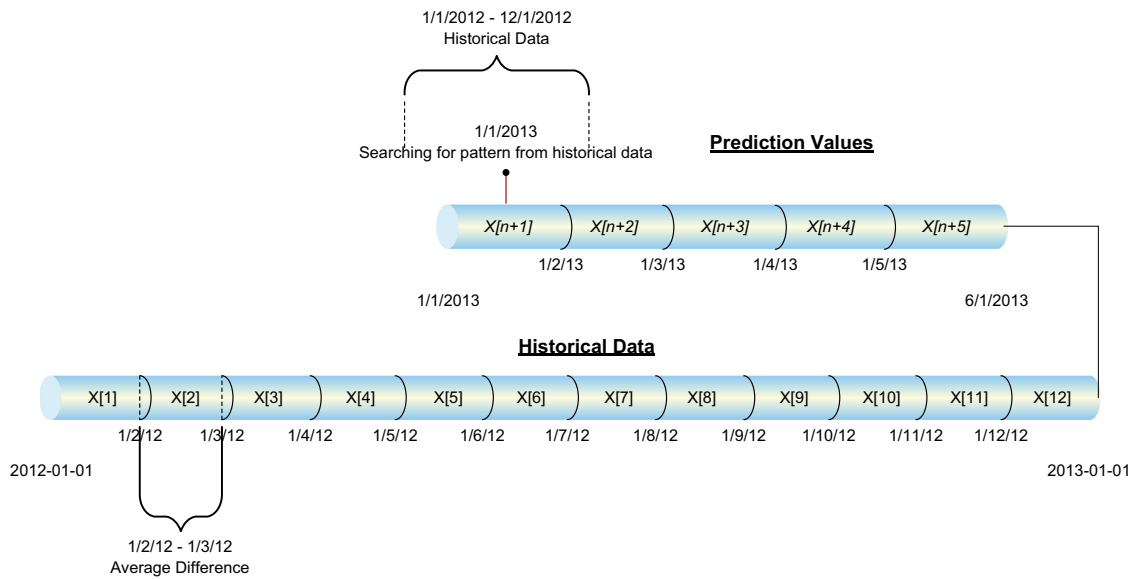 1/1/2012 - 12/1/2012
Historical Data
1/1/2013
Searching for pattern from historical data
Prediction Values
X[n+1]
X[n+2]
X[n+3]
X[n+4]
X[n+5]
1/2/13
1/3/13
1/4/13
1/5/13
1/1/2013
6/1/2013
Historical Data
X[1]
X[2]
X[3]
X[4]
X[5]
X[6]
X[7]
X[8]
X[9]
X[10]
X[11]
X[12]
1/2/12
1/3/12
1/4/12
1/5/12
1/6/12
1/7/12
1/8/12
1/9/12
1/10/12
1/11/12
1/12/12
2012-01-01
2013-01-01
1/2/12 - 1/3/12
Average Difference